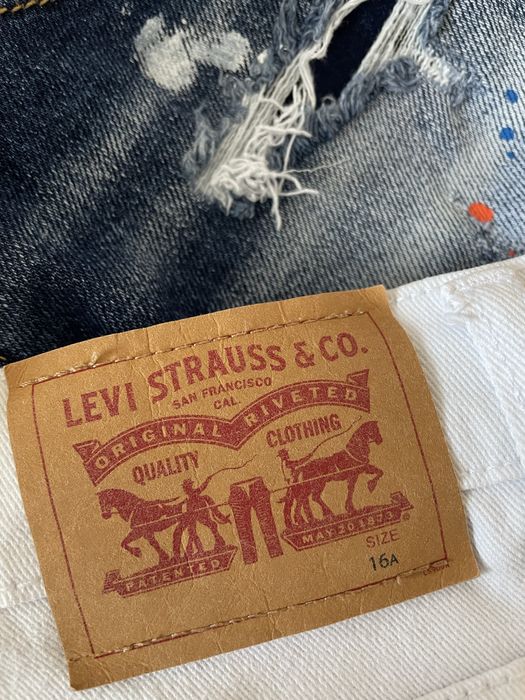 LEVI STRAUSS & CO.
SAN FRANCISCO
CAL.
ORIGINAL RIVETED
QUALITY CLOTHING
PATENTED MAY 20 1873
SIZE
16A